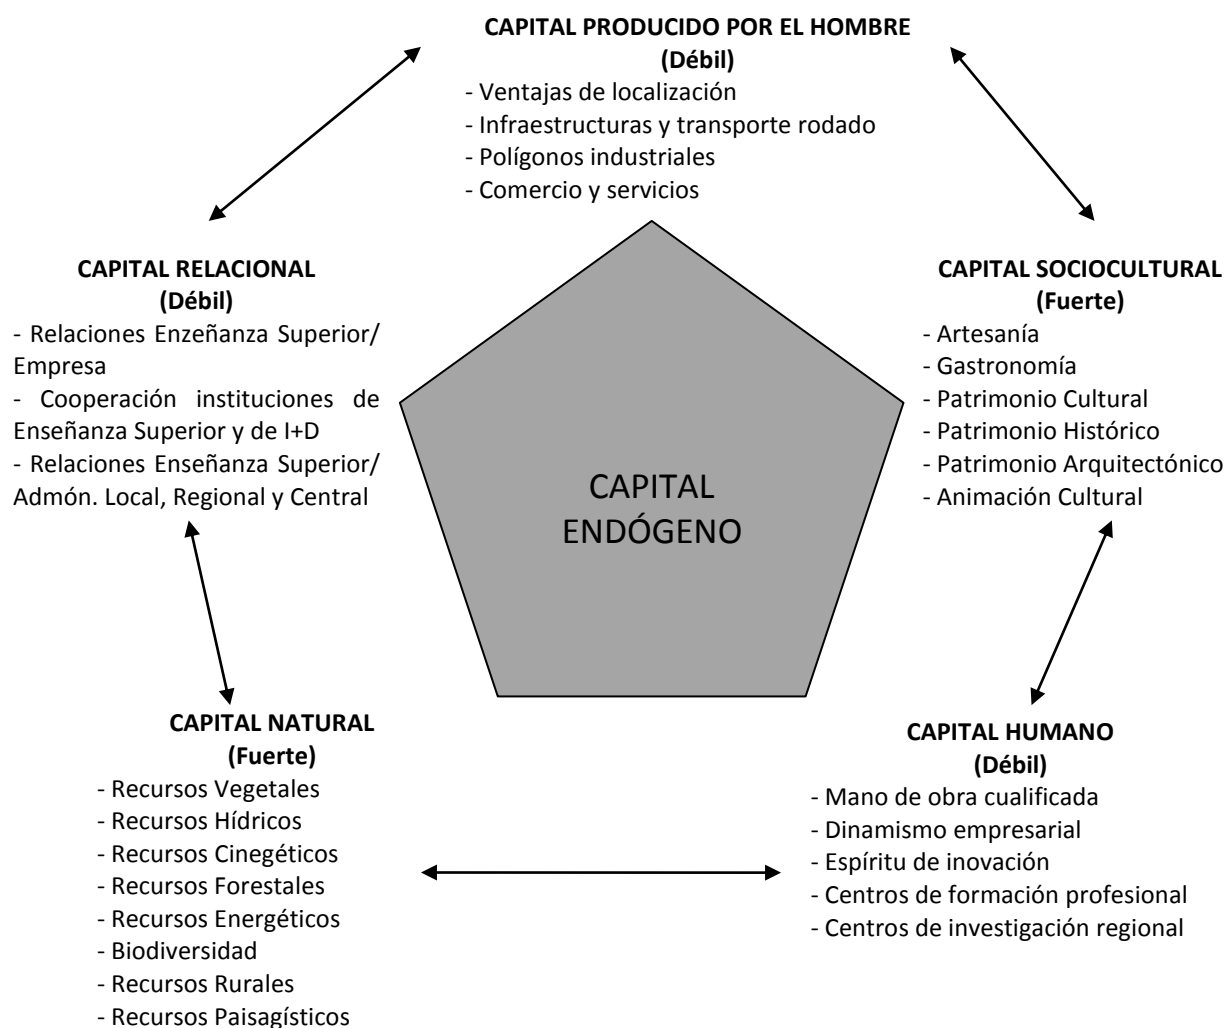 CAPITAL PRODUCIDO POR EL HOMBRE
(Débil)
- Ventajas de localización
- Infraestructuras y transporte rodado
- Polígonos industriales
- Comercio y servicios
CAPITAL RELACIONAL
(Débil)
- Relaciones Enzeñanza Superior/
Empresa
- Cooperación instituciones de
Enseñanza Superior y de I+D
- Relaciones Enseñanza Superior/
Admón. Local, Regional y Central
CAPITAL SOCIOCULTURAL
(Fuerte)
- Artesanía
- Gastronomía
- Patrimonio Cultural
- Patrimonio Histórico
- Patrimonio Arquitectónico
- Animación Cultural
CAPITAL
ENDÓGENO
CAPITAL NATURAL
(Fuerte)
- Recursos Vegetales
- Recursos Hídricos
- Recursos Cinegéticos
- Recursos Forestales
- Recursos Energéticos
- Biodiversidad
- Recursos Rurales
- Recursos Paisagísticos
CAPITAL HUMANO
(Débil)
- Mano de obra cualificada
- Dinamismo empresarial
- Espíritu de inovación
- Centros de formación profesional
- Centros de investigación regional